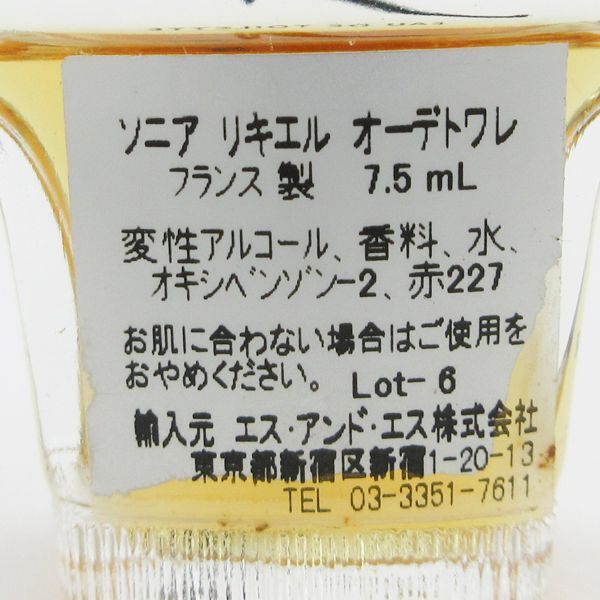 ソニア リキエル オーデトワレ
フランス製 7.5 mL
変性アルコール、香料、水、
オキシベンゾン-2、赤227
お肌に合わない場合はご使用を
おやめください。 Lot- 6
輸入元 エス・アンド・エス株式会社
東京都新宿区新宿1-20-13
TEL 03-3351-7611